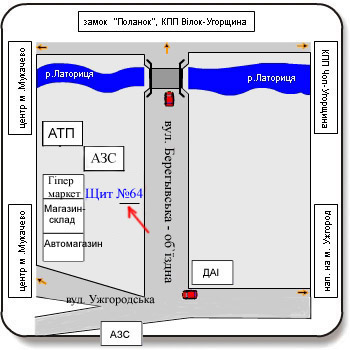 замок "Поланок", КПП Вілок-Угорщина
центр м .Мукачево
КПП Чоп-Угорщина
р.Латориця
р.Латориця
АТП
АЗС
вул. Берегывська - об`їздна
Гіпер
маркет
Щит №64
Магазин-
склад
Автомагазин
центр м .Мукачево
нап. на м. Ужгород
ДАІ
вул. Ужгородська
АЗС